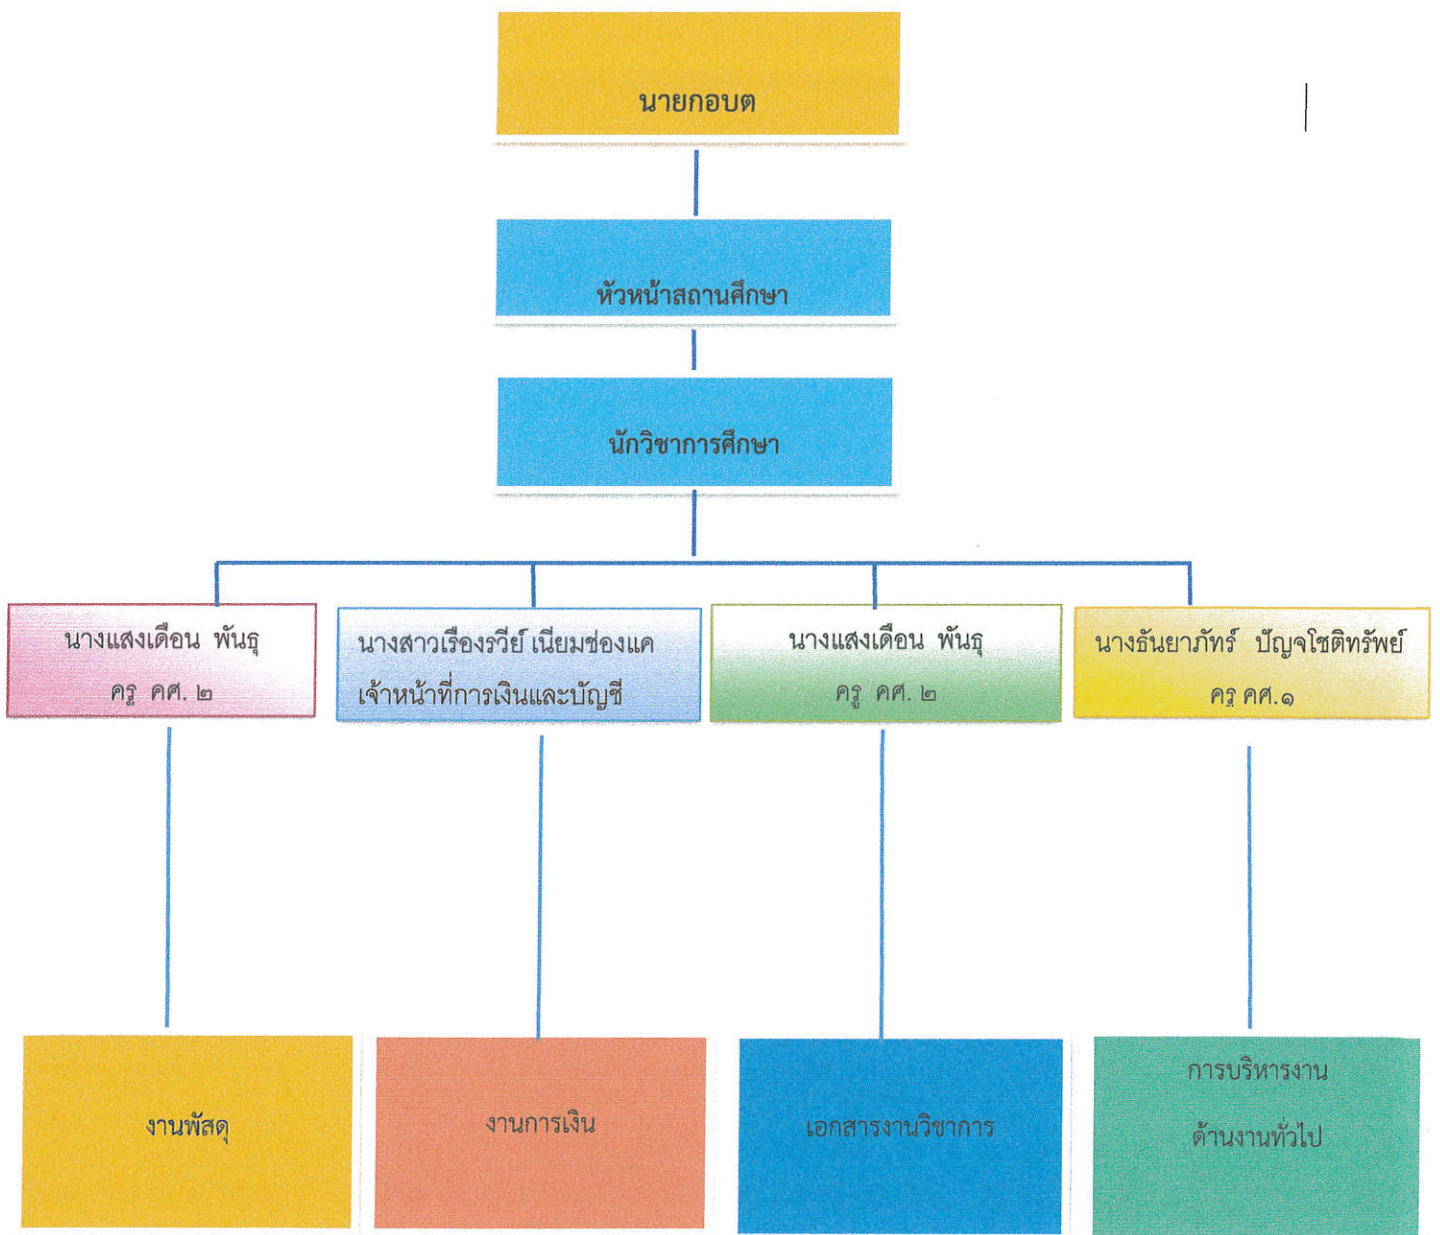 นายกอบต
หัวหน้าสถานศึกษา
นักวิชาการศึกษา
นางแสงเดือน พันธุ
ครู คศ. ๒
นางสาวเรืองรวีย์ เนียมช่องแค
เจ้าหน้าที่การเงินและบัญชี
นางแสงเดือน พันธุ
ครู คศ. ๒
นางธันยาภัทร์ ปัญจโชติทรัพย์
ครู คศ.๑
งานพัสดุ
งานการเงิน
เอกสารงานวิชาการ
การบริหารงาน
ด้านงานทั่วไป